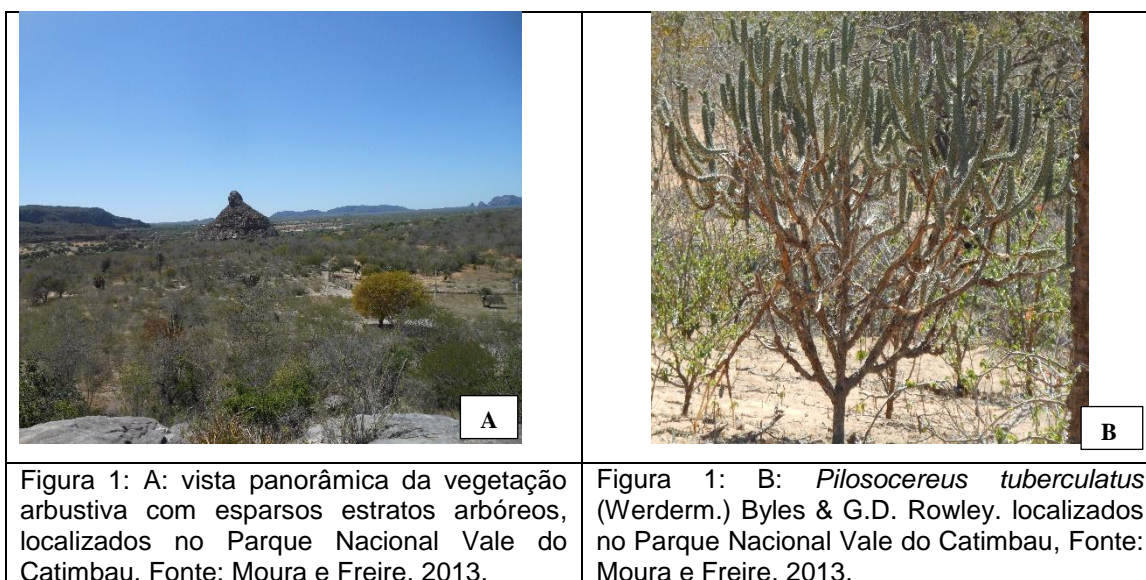 A
B
Figura 1: A: vista panorâmica da vegetação
arbustiva com esparsos estratos arbóreos,
localizados no Parque Nacional Vale do
Catimbau. Fonte: Moura e Freire, 2013.
Figura 1: B: Pilosocereus tuberculatus
(Werderm.) Byles & G.D. Rowley. localizados
no Parque Nacional Vale do Catimbau, Fonte:
Moura e Freire, 2013.